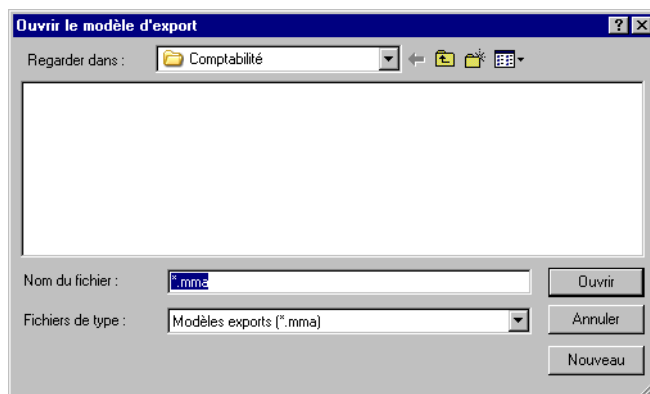 Ouvrir le modèle d'export
Regarder dans :
Comptabilité
Nom du fichier :
*.mma
Ouvrir
Fichiers de type :
Modèles exports (*.mma)
Annuler
Nouveau